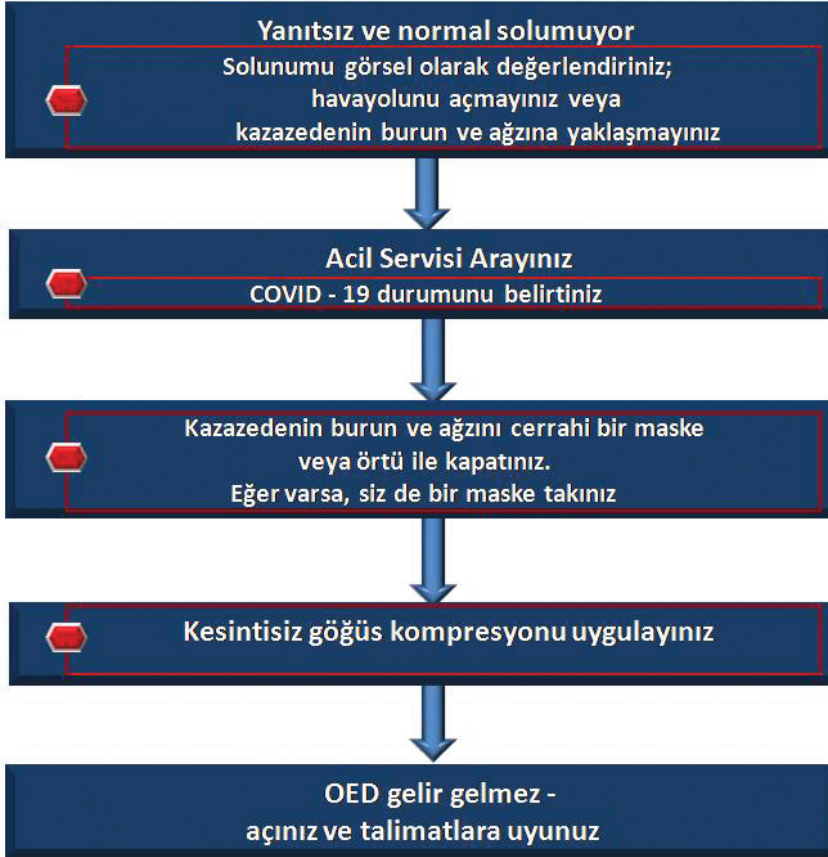 Yanıtsız ve normal solumuyor
Solunumu görsel olarak değerlendiriniz;
havayolunu açmayınız veya
kazazedenin burun ve ağzına yaklaşmayınız
Acil Servisi Arayınız
COVID - 19 durumunu belirtiniz
Kazazedenin burun ve ağzını cerrahi bir maske
veya örtü ile kapatınız.
Eğer varsa, siz de bir maske takınız
Kesintisiz göğüs kompresyonu uygulayınız
OED gelir gelmez -
açınız ve talimatlara uyunuz